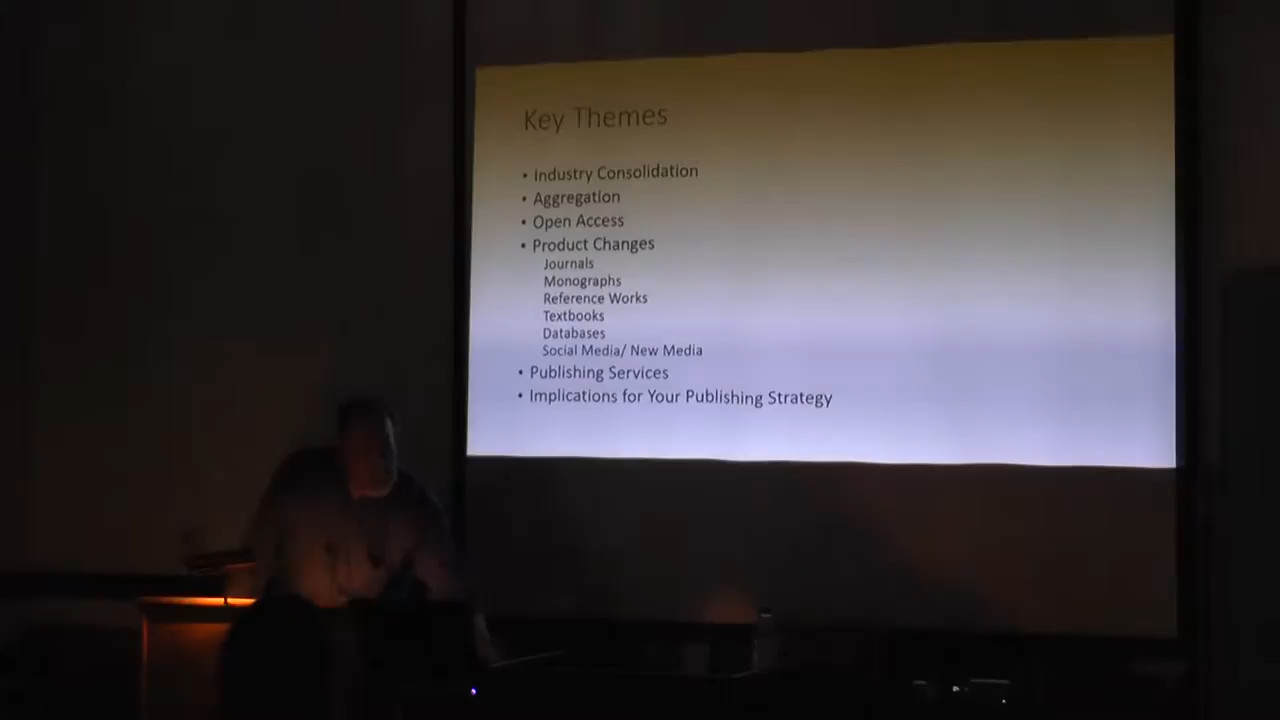 Key Themes
• Industry Consolidation
• Aggregation
• Open Access
• Product Changes
Journals
Monographs
Reference Works
Textbooks
Databases
Social Media/ New Media
• Publishing Services
• Implications for Your Publishing Strategy